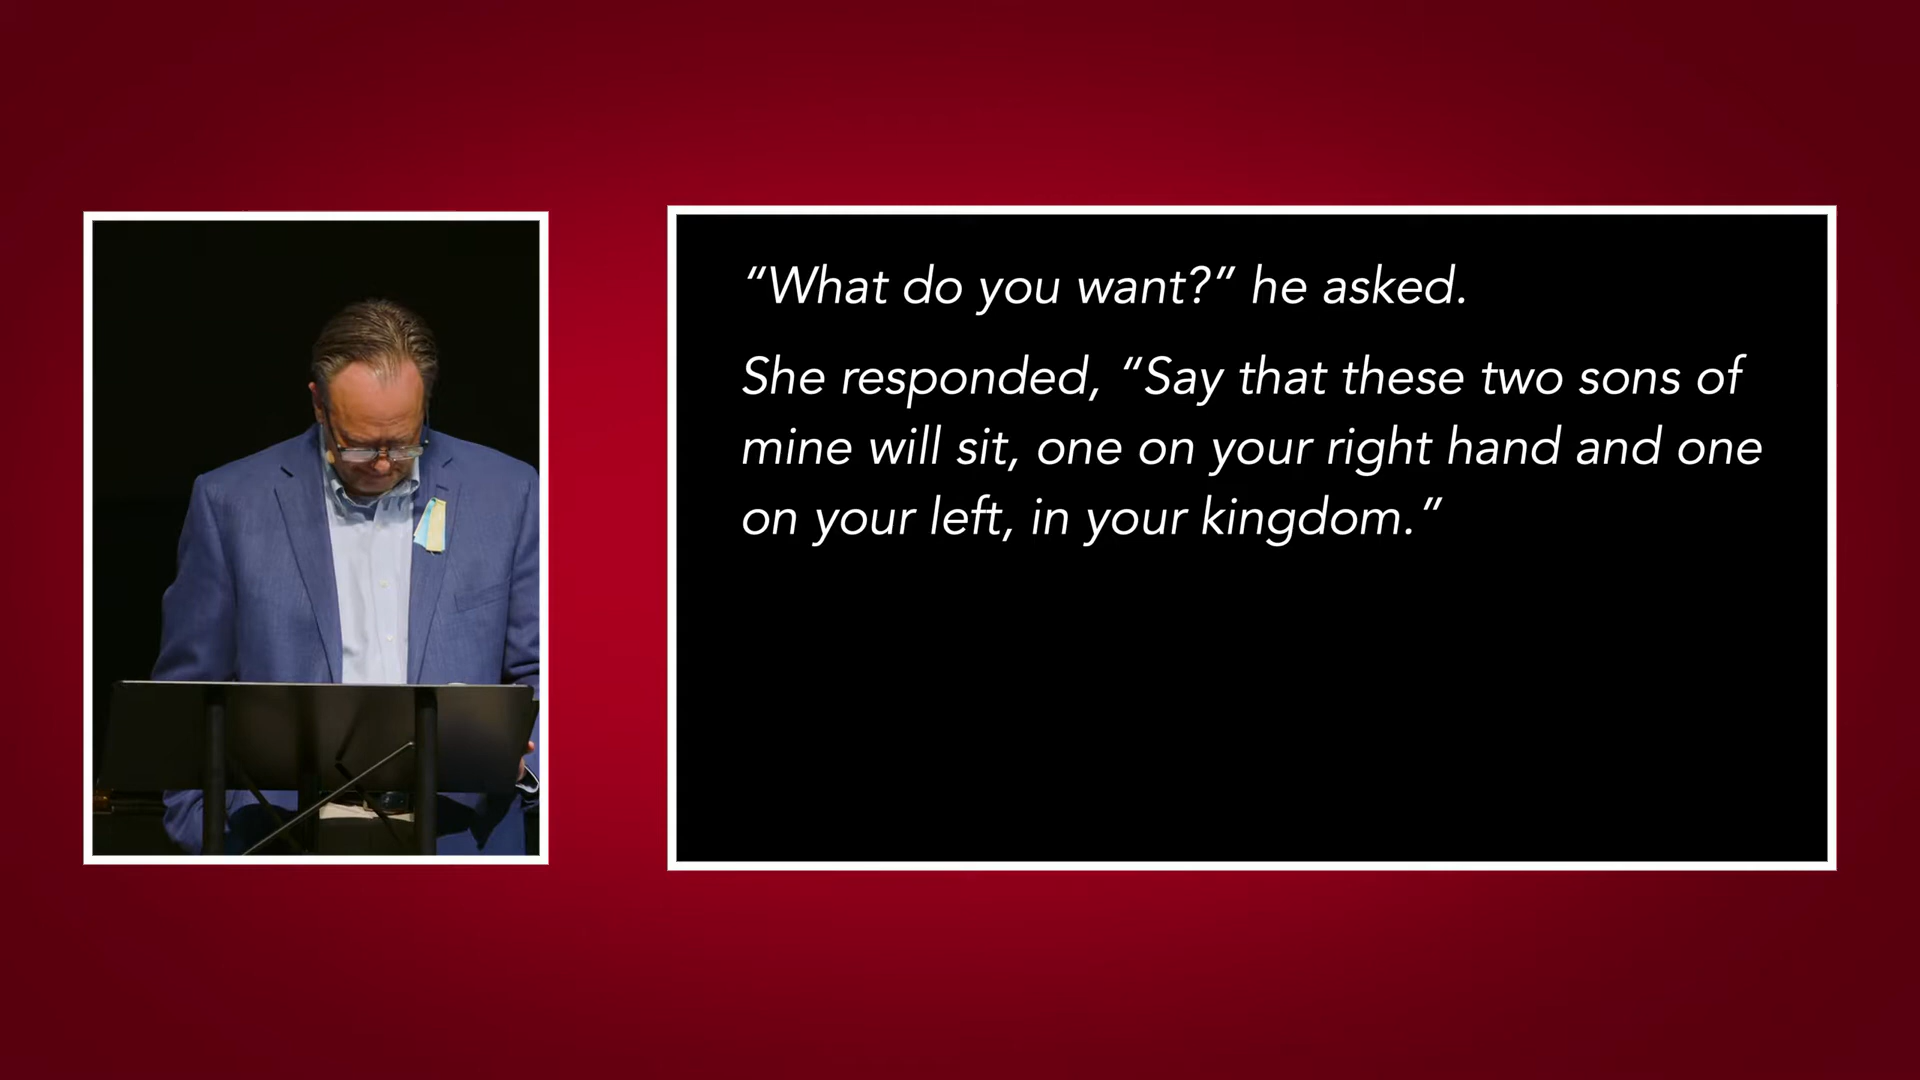 “What do you want?” he asked.
She responded, “Say that these two sons of
mine will sit, one on your right hand and one
on your left, in your kingdom.”